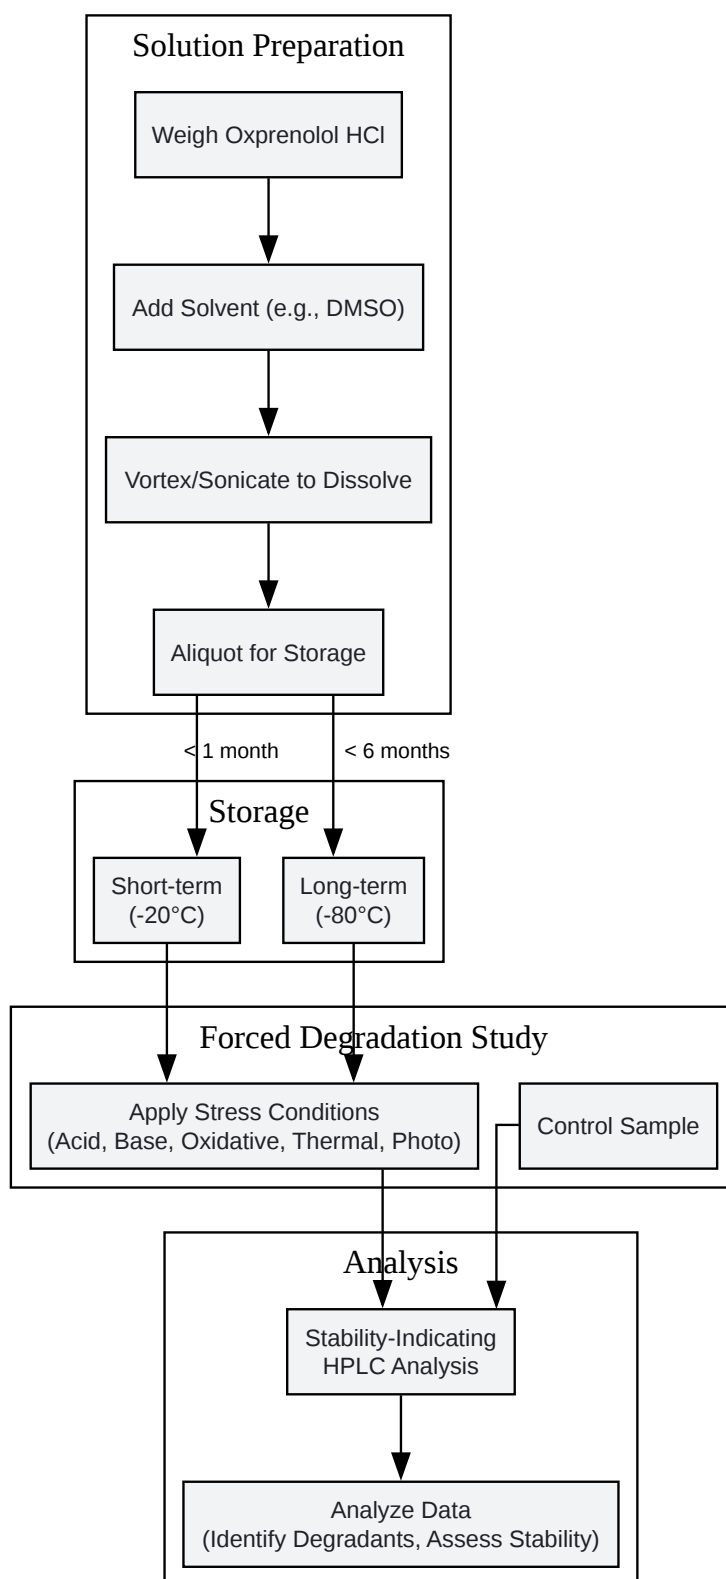 Solution Preparation
Weigh Oxprenolol HCl
Add Solvent (e.g., DMSO)
Vortex/Sonicate to Dissolve
Aliquot for Storage
< 1 month
< 6 months
Storage
Short-term
(-20°C)
Long-term
(-80°C)
Forced Degradation Study
Apply Stress Conditions
(Acid, Base, Oxidative, Thermal, Photo)
Control Sample
Analysis
Stability-Indicating
HPLC Analysis
Analyze Data
(Identify Degradants, Assess Stability)